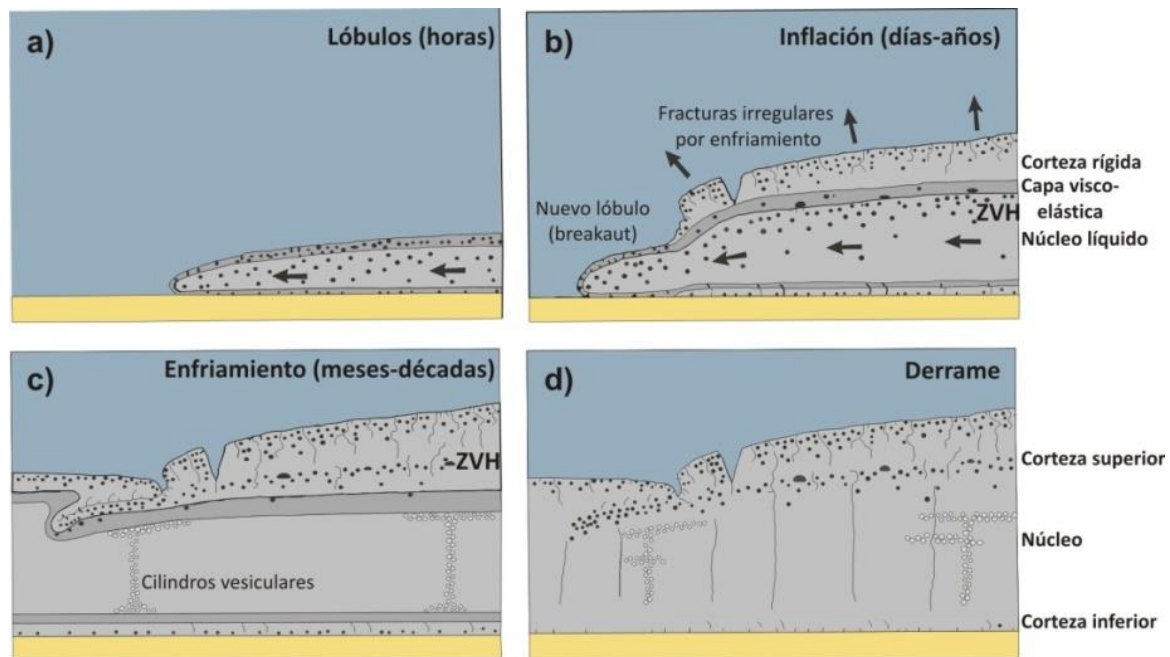 a)
Lóbulos (horas)
b)
Inflación (días-años)
Fracturas irregulares
por enfriamiento
Nuevo lóbulo
(breakaut)
Corteza rígida
Capa visco-
elástica
ZVH
Núcleo líquido
c)
Enfriamiento (meses-décadas)
ZVH
Cilindros vesiculares
d)
Derrame
Corteza superior
Núcleo
Corteza inferior